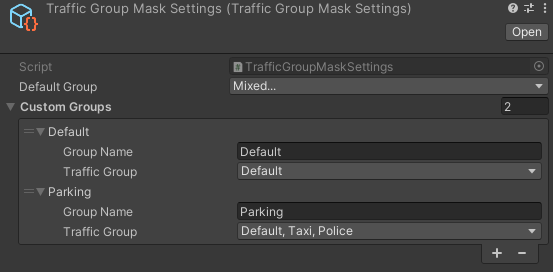 Traffic Group Mask Settings (Traffic Group Mask Settings)
Open
Script TrafficGroupMaskSettings
Default Group Mixed...
Custom Groups 2
Default
Group Name Default
Traffic Group Default
Parking
Group Name Parking
Traffic Group Default, Taxi, Police